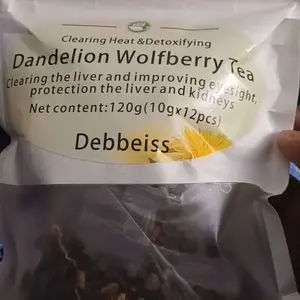 Clearing Heat &Detoxifying
Dandelion Wolfberry Tea
Clearing the liver and improving eyesight,
protection the liver and kidneys
Net content:120g(10gx12pcs)
Debbeiss